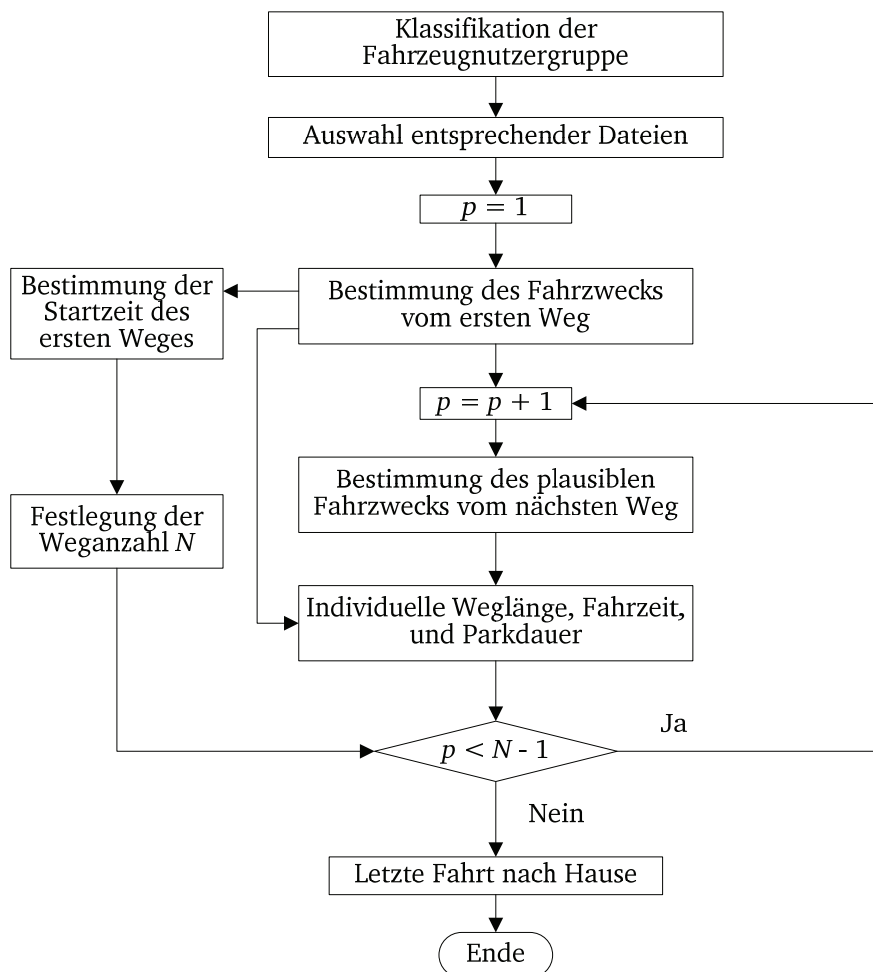 Klassifikation der
Fahrzeugnutzergruppe
Auswahl entsprechender Dateien
p = 1
Bestimmung der
Startzeit des
ersten Weges
Bestimmung des Fahrzwecks
vom ersten Weg
p = p + 1
Bestimmung des plausiblen
Fahrzwecks vom nächsten Weg
Festlegung der
Weganzahl N
Individuelle Weglänge, Fahrzeit,
und Parkdauer
p < N - 1
Ja
Nein
Letzte Fahrt nach Hause
Ende